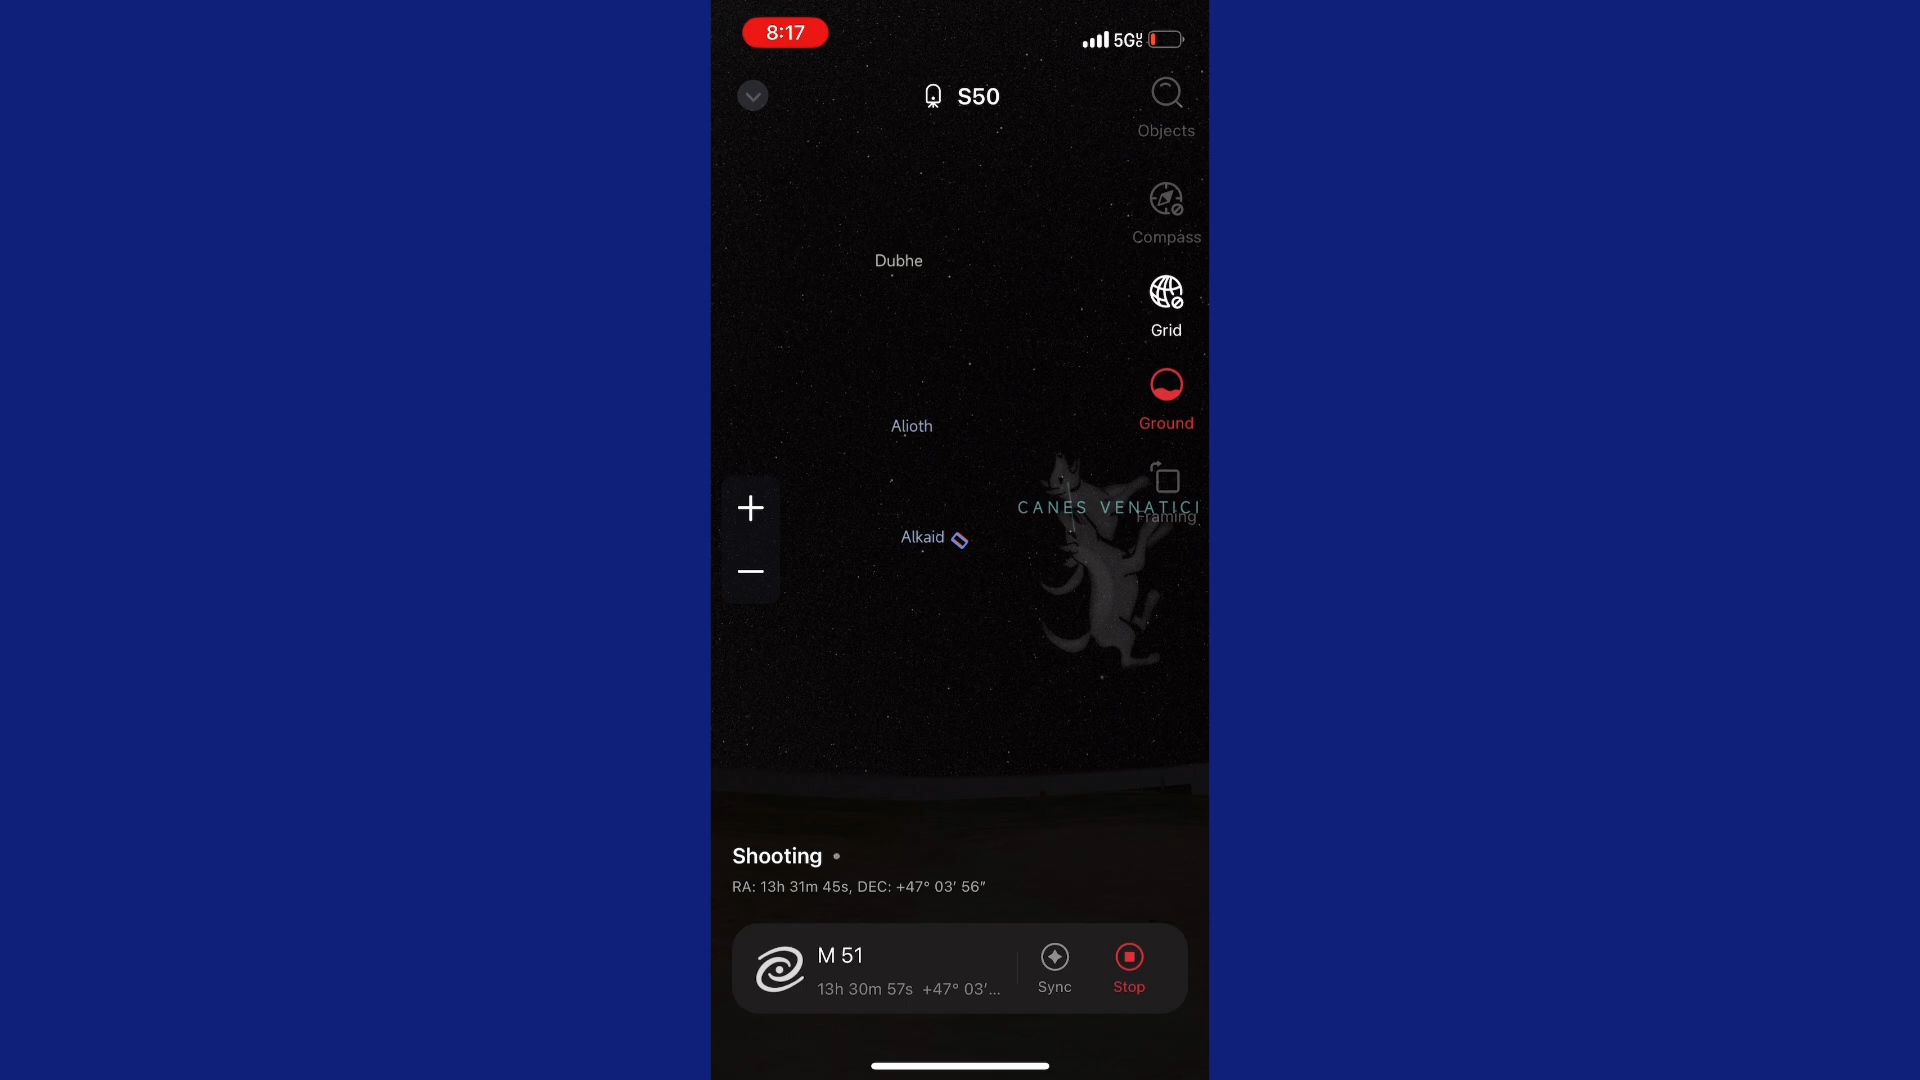 8:17
5G UC
S50
Objects
Compass
Dubhe
Grid
Ground
Alioth
CANES VENATICI
Framing
+
Alkaid
−
Shooting
RA: 13h 31m 45s, DEC: +47° 03′ 56″
M 51
13h 30m 57s +47° 03′...
Sync
Stop